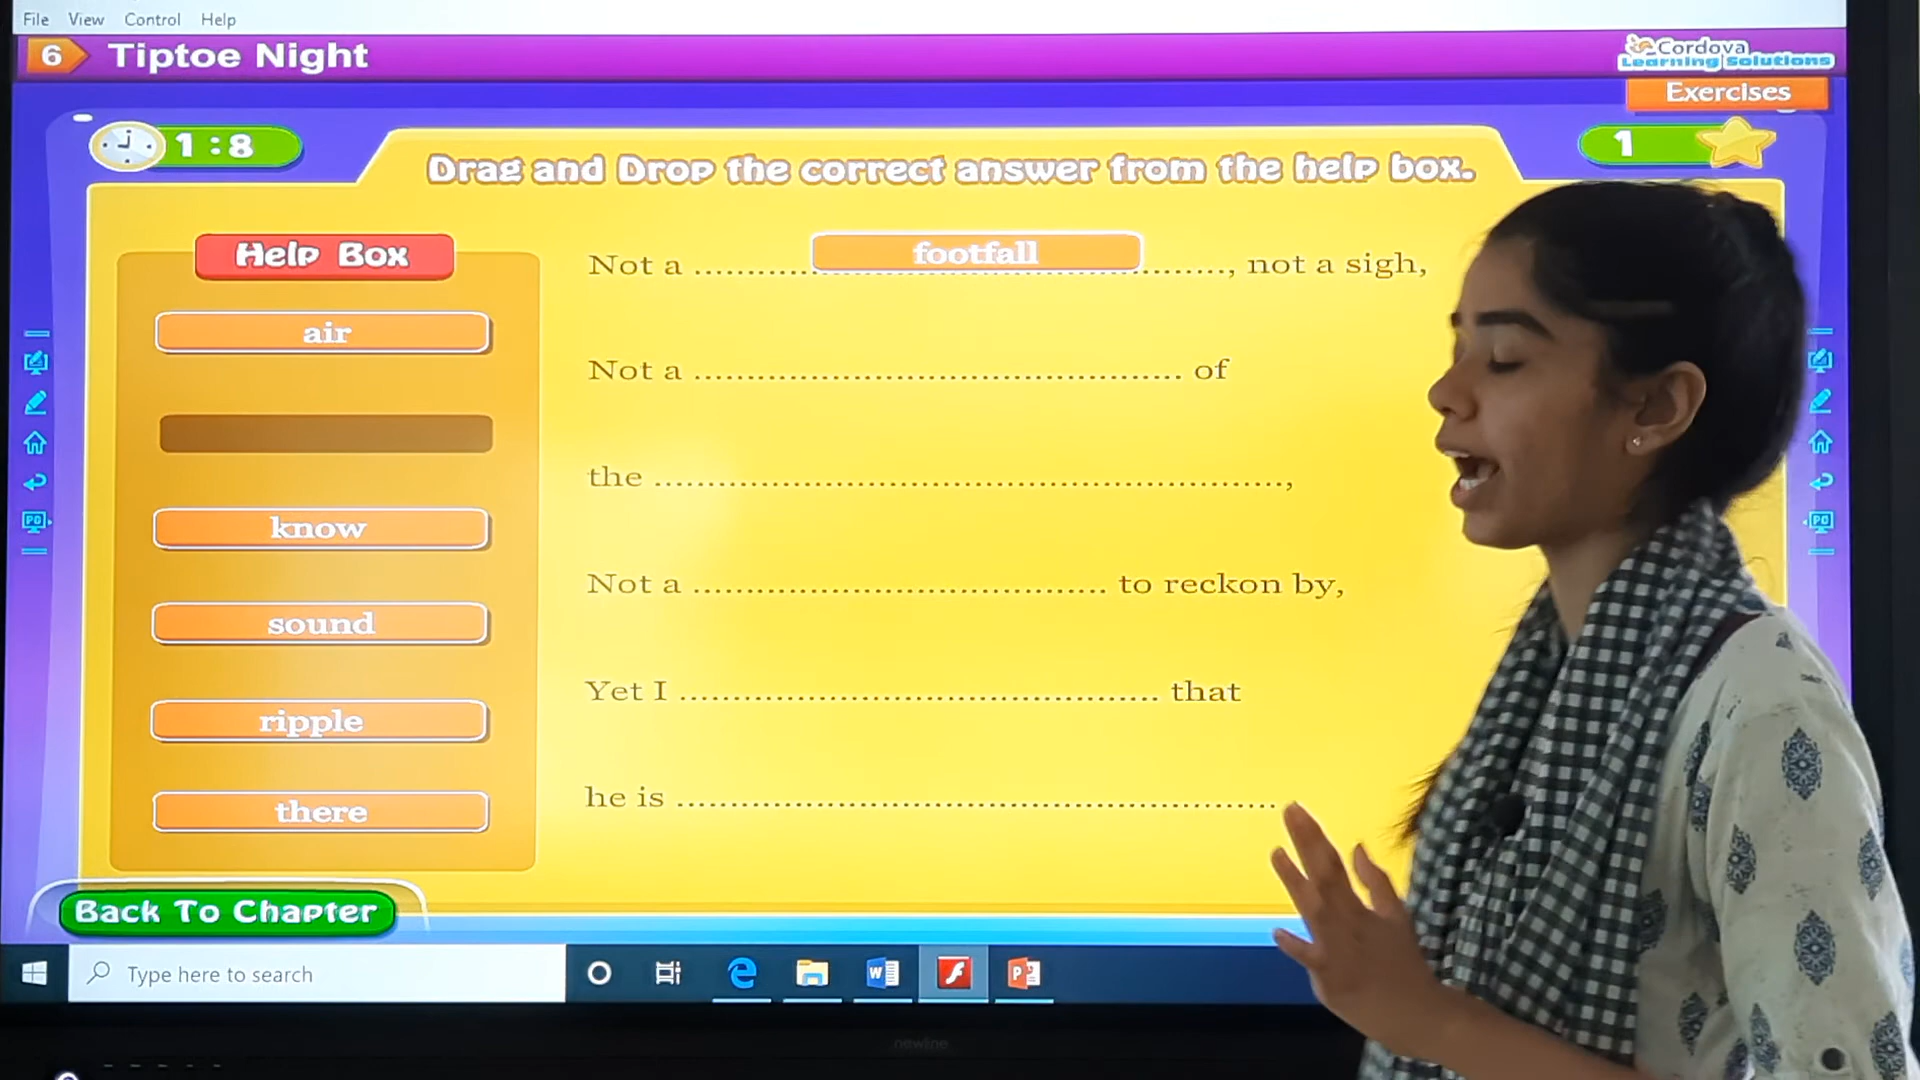 File View Control Help
6 Tiptoe Night
Cordova
Learning Solutions
Exercises
1 : 8
1
Drag and Drop the correct answer from the help box.
Help Box
air
know
sound
ripple
there
Not a .......... footfall .........., not a sigh,
Not a .............................................. of
the ............................................................,
Not a ....................................... to reckon by,
Yet I ............................................. that
he is .........................................................
Back To Chapter
Type here to search
newline